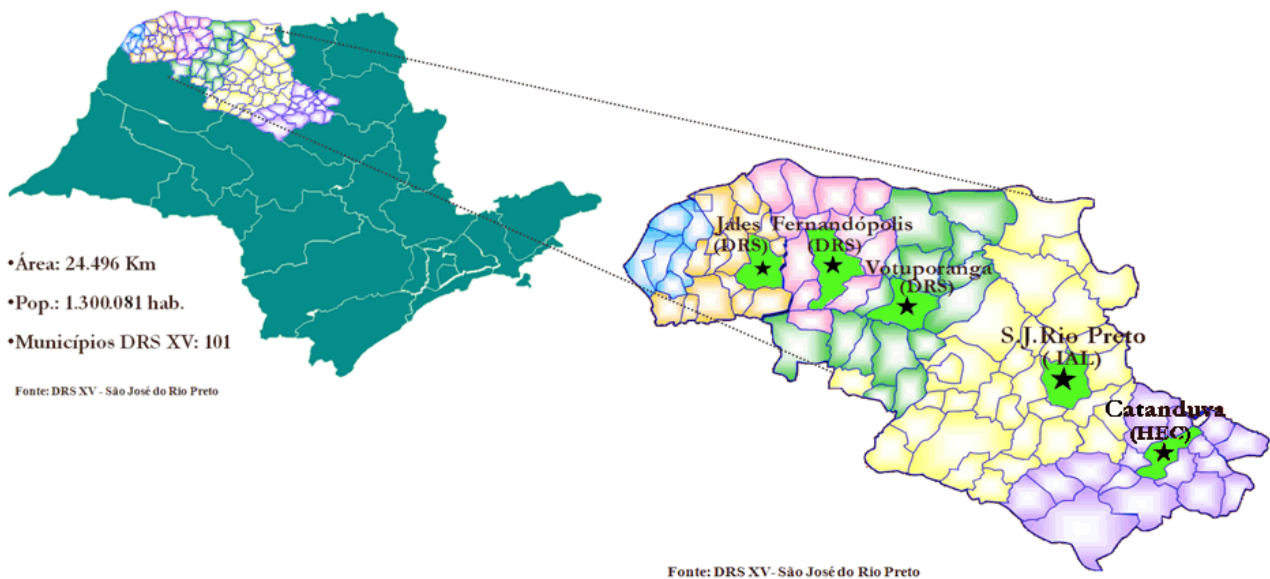 •Área: 24.496 Km
•Pop.: 1.300.081 hab.
•Municípios DRS XV: 101
Fonte: DRS XV - São José do Rio Preto
Jales
(DRS)
Fernandópolis
(DRS)
Votuporanga
(DRS)
S.J.Rio Preto
( IAL)
Catanduva
(HEC)
Fonte: DRS XV- São José do Rio Preto